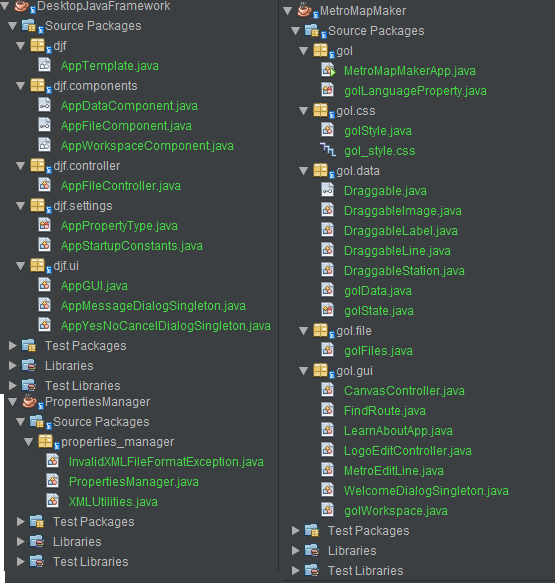 DesktopJavaFramework
Source Packages
djf
AppTemplate.java
djf.components
AppDataComponent.java
AppFileComponent.java
AppWorkspaceComponent.java
djf.controller
AppFileController.java
djf.settings
AppPropertyType.java
AppStartupConstants.java
djf.ui
AppGUI.java
AppMessageDialogSingleton.java
AppYesNoCancelDialogSingleton.java
Test Packages
Libraries
Test Libraries
PropertiesManager
Source Packages
properties_manager
InvalidXMLFileFormatException.java
PropertiesManager.java
XMLUtilities.java
Test Packages
Libraries
Test Libraries
MetroMapMaker
Source Packages
gol
MetroMapMakerApp.java
golLanguageProperty.java
gol.css
golStyle.java
gol_style.css
gol.data
Draggable.java
DraggableImage.java
DraggableLabel.java
DraggableLine.java
DraggableStation.java
golData.java
golState.java
gol.file
golFiles.java
gol.gui
CanvasController.java
FindRoute.java
LearnAboutApp.java
LogoEditController.java
MetroEditLine.java
WelcomeDialogSingleton.java
golWorkspace.java
Test Packages
Libraries
Test Libraries